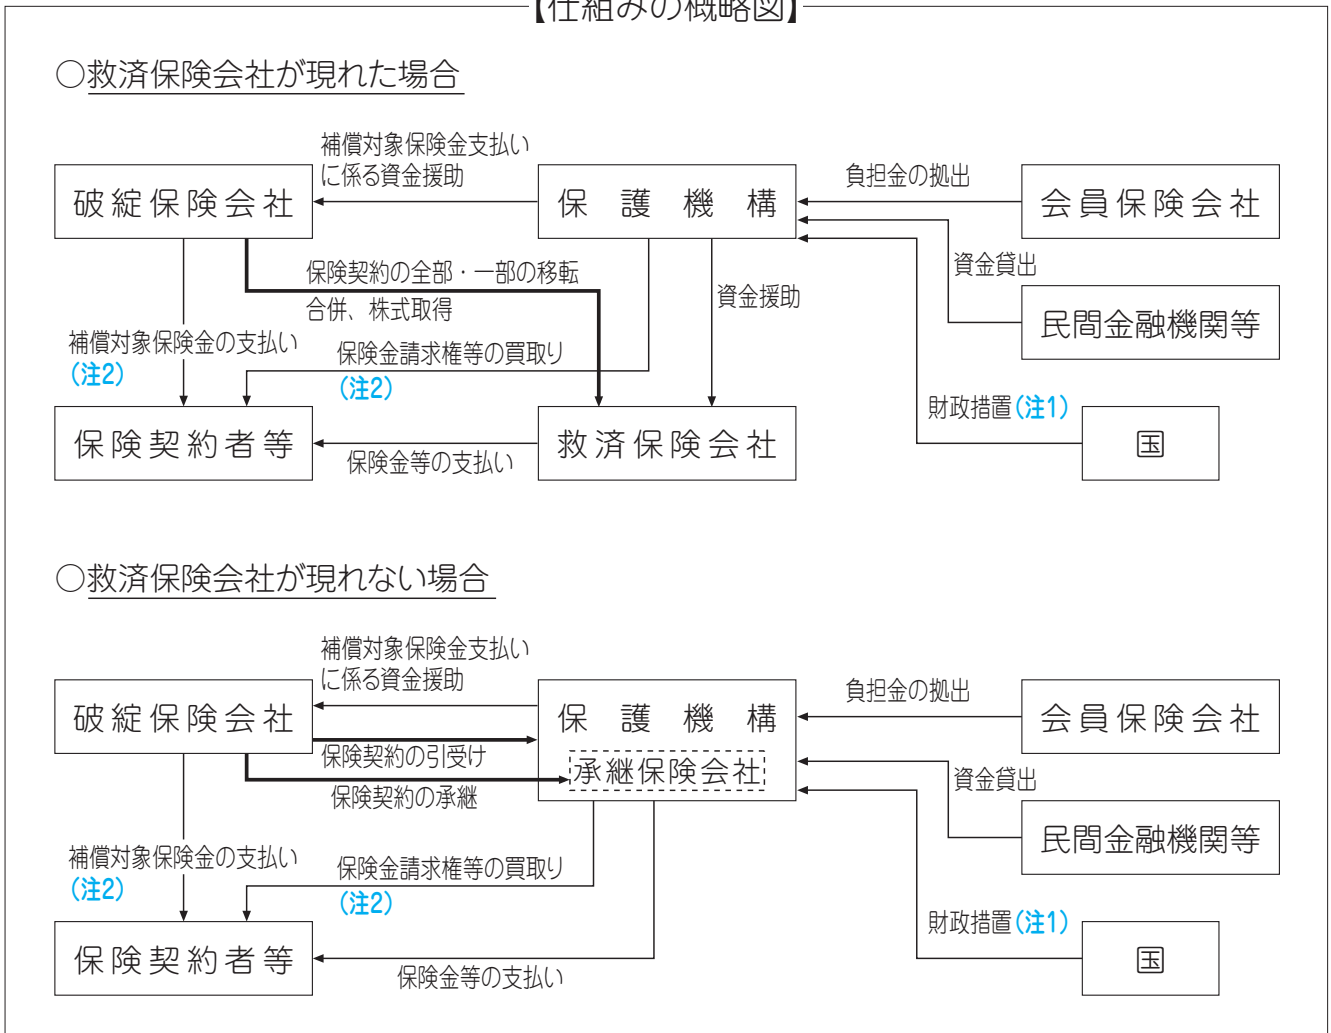 【仕組みの概略図】
○救済保険会社が現れた場合
補償対象保険金支払い
に係る資金援助
負担金の拠出
破綻保険会社
保護機構
会員保険会社
保険契約の全部・一部の移転
合併、株式取得
資金援助
資金貸出
民間金融機関等
補償対象保険金の支払い
(注2)
保険金請求権等の買取り
(注2)
財政措置(注1)
保険契約者等
保険金等の支払い
救済保険会社
国
○救済保険会社が現れない場合
補償対象保険金支払い
に係る資金援助
負担金の拠出
破綻保険会社
保護機構
会員保険会社
保険契約の引受け
承継保険会社
保険契約の承継
資金貸出
民間金融機関等
補償対象保険金の支払い
(注2)
保険金請求権等の買取り
(注2)
財政措置(注1)
保険契約者等
保険金等の支払い
国